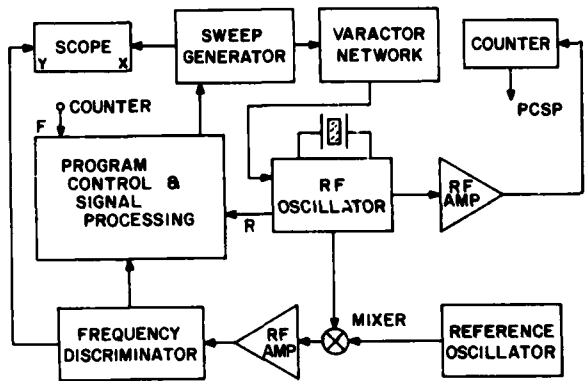 SCOPE
Y X
SWEEP
GENERATOR
VARACTOR
NETWORK
COUNTER
PCSP
COUNTER
F
PROGRAM
CONTROL &
SIGNAL
PROCESSING
R
RF
OSCILLATOR
RF
AMP
FREQUENCY
DISCRIMINATOR
RF
AMP
MIXER
REFERENCE
OSCILLATOR